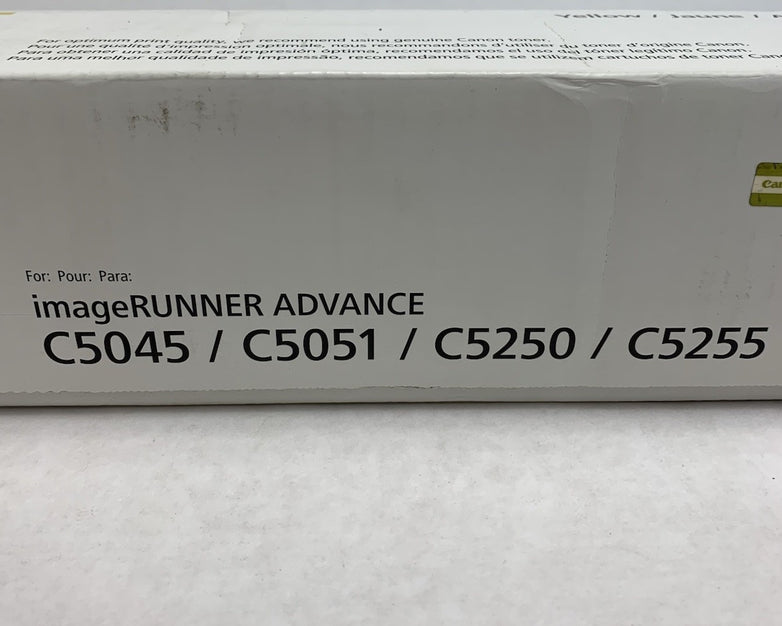 Yellow / Jaune /
For optimum print quality, we recommend using genuine Canon toner.
Pour une qualité d'impression optimale, nous recommandons d'utiliser du toner d'origine Canon.
Para obtener una calidad de impresión óptima, recomendamos el uso del tóner legítimo Canon.
Para uma melhor qualidade de impressão, recomendamos que se utilizem cartuchos de toner
For: Pour: Para:
imageRUNNER ADVANCE
C5045 / C5051 / C5250 / C5255